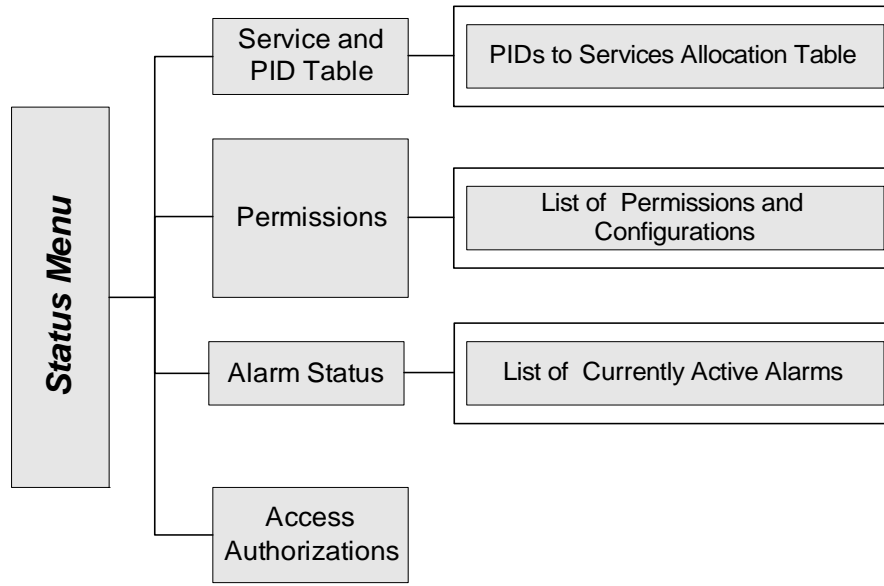 Status Menu
Service and
PID Table
PIDs to Services Allocation Table
Permissions
List of Permissions and
Configurations
Alarm Status
List of Currently Active Alarms
Access
Authorizations